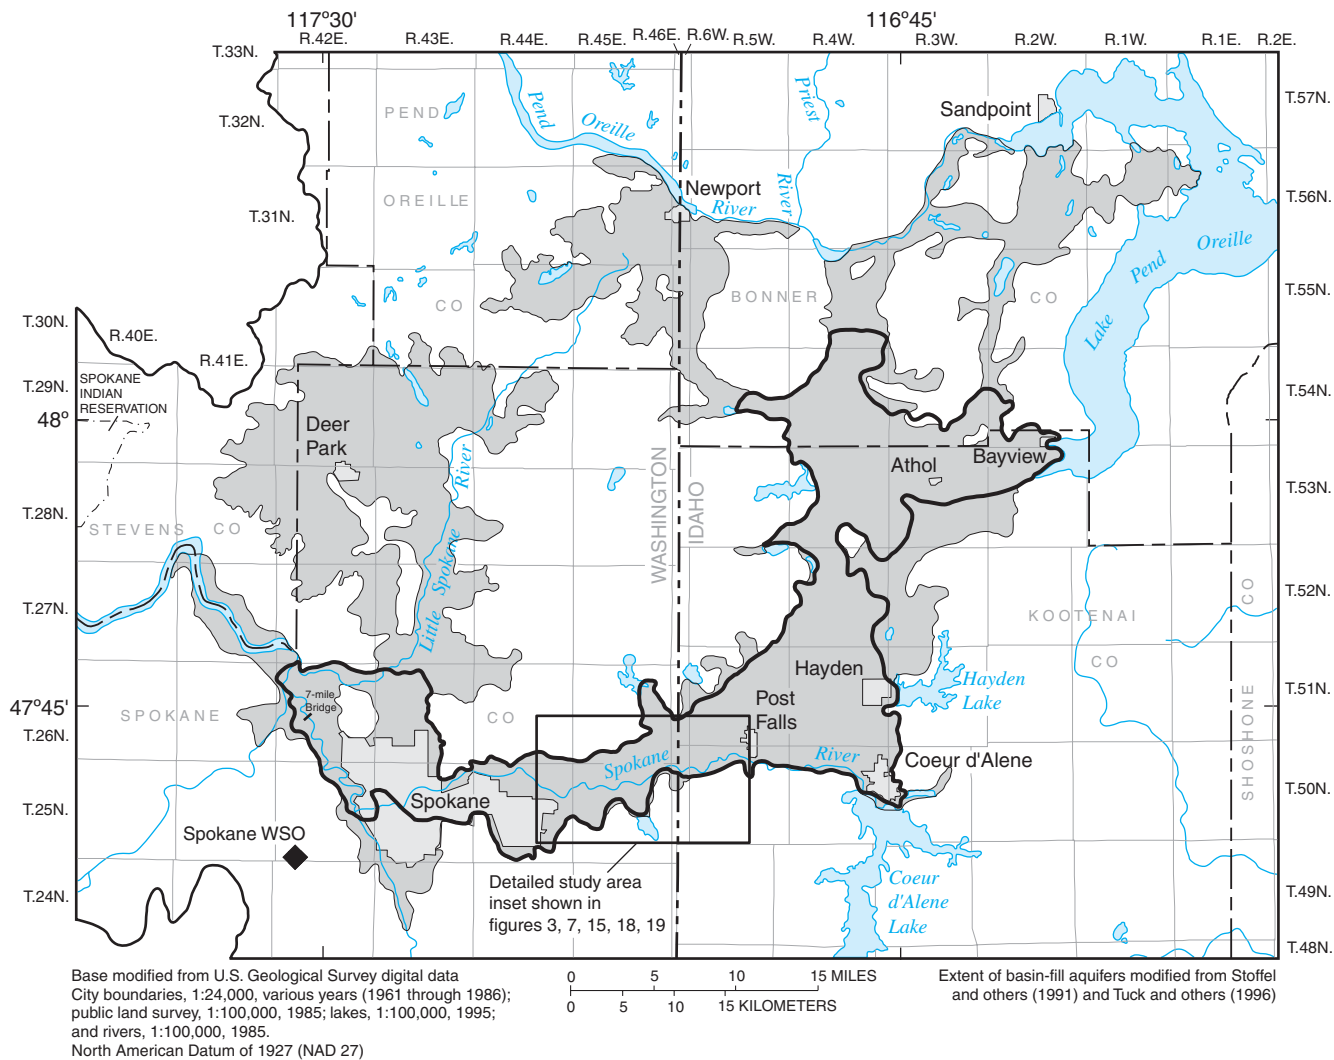 117°30'
116°45'
R.42E.
R.43E.
R.44E.
R.45E.
R.46E.
R.6W.
R.5W.
R.4W.
R.3W.
R.2W.
R.1W.
R.1E.
R.2E.
T.33N.
T.32N.
T.31N.
T.30N.
R.40E.
R.41E.
T.29N.
48°
T.28N.
T.27N.
47°45'
T.26N.
T.25N.
T.24N.
T.57N.
T.56N.
T.55N.
T.54N.
T.53N.
T.52N.
T.51N.
T.50N.
T.49N.
T.48N.
SPOKANE
INDIAN
RESERVATION
PEND
OREILLE
CO
Pend
Oreille
River
Priest
River
Sandpoint
Newport
BONNER
CO
Lake
Pend
Oreille
Deer
Park
Athol
Bayview
STEVENS
CO
Little Spokane
River
WASHINGTON
IDAHO
KOOTENAI
CO
SHOSHONE
CO
Hayden
Hayden
Lake
Post
Falls
7-mile
Bridge
SPOKANE
CO
Spokane
River
Coeur d'Alene
Spokane
Spokane WSO
Coeur
d'Alene
Lake
Detailed study area
inset shown in
figures 3, 7, 15, 18, 19
Base modified from U.S. Geological Survey digital data
City boundaries, 1:24,000, various years (1961 through 1986);
public land survey, 1:100,000, 1985; lakes, 1:100,000, 1995;
and rivers, 1:100,000, 1985.
North American Datum of 1927 (NAD 27)
0 5 10 15 MILES
0 5 10 15 KILOMETERS
Extent of basin-fill aquifers modified from Stoffel
and others (1991) and Tuck and others (1996)